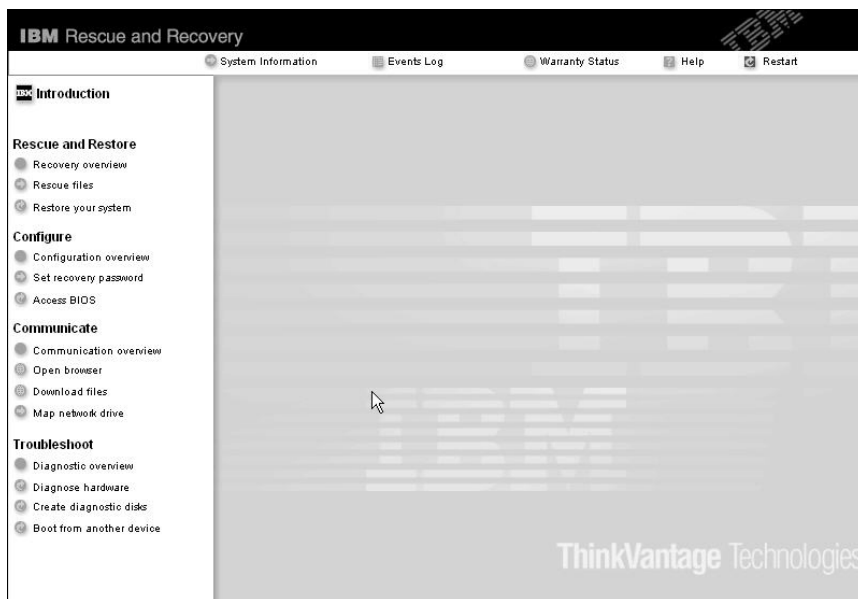 IBM Rescue and Recovery
IBM
System Information
Events Log
Warranty Status
Help
Restart
Introduction
Rescue and Restore
Recovery overview
Rescue files
Restore your system
Configure
Configuration overview
Set recovery password
Access BIOS
Communicate
Communication overview
Open browser
Download files
Map network drive
Troubleshoot
Diagnostic overview
Diagnose hardware
Create diagnostic disks
Boot from another device
IBM
ThinkVantage Technologies